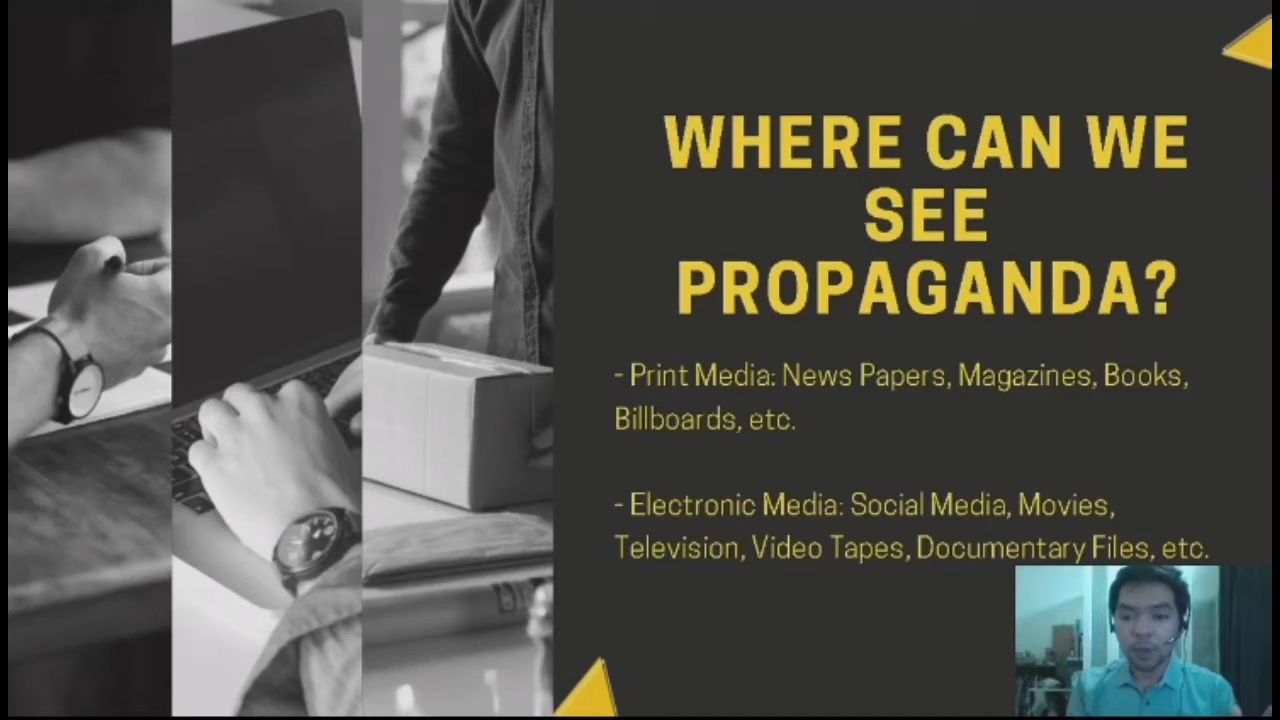 WHERE CAN WE
SEE
PROPAGANDA?
- Print Media: News Papers, Magazines, Books,
Billboards, etc.
- Electronic Media: Social Media, Movies,
Television, Video Tapes, Documentary Files, etc.